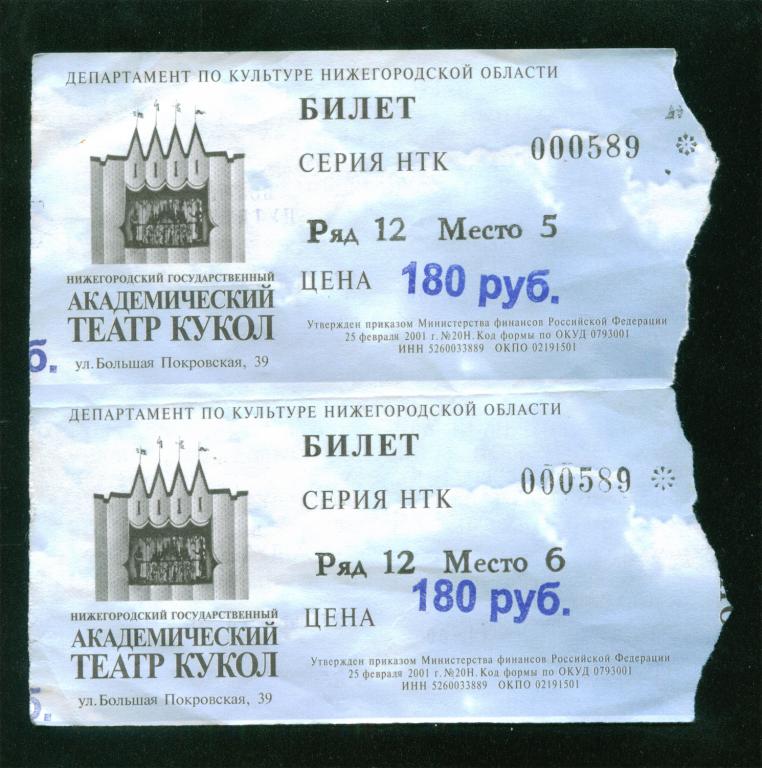 ДЕПАРТАМЕНТ ПО КУЛЬТУРЕ НИЖЕГОРОДСКОЙ ОБЛАСТИ
БИЛЕТ
СЕРИЯ НТК 000589
Ряд 12 Место 5
ЦЕНА 180 руб.
НИЖЕГОРОДСКИЙ ГОСУДАРСТВЕННЫЙ
АКАДЕМИЧЕСКИЙ
ТЕАТР КУКОЛ
ул. Большая Покровская, 39
Утвержден приказом Министерства финансов Российской Федерации
25 февраля 2001 г. №20Н. Код формы по ОКУД 0793001
ИНН 5260033889 ОКПО 02191501
б.
ДЕПАРТАМЕНТ ПО КУЛЬТУРЕ НИЖЕГОРОДСКОЙ ОБЛАСТИ
БИЛЕТ
СЕРИЯ НТК 000589
Ряд 12 Место 6
ЦЕНА 180 руб.
НИЖЕГОРОДСКИЙ ГОСУДАРСТВЕННЫЙ
АКАДЕМИЧЕСКИЙ
ТЕАТР КУКОЛ
ул. Большая Покровская, 39
Утвержден приказом Министерства финансов Российской Федерации
25 февраля 2001 г. №20Н. Код формы по ОКУД 0793001
ИНН 5260033889 ОКПО 02191501
б.